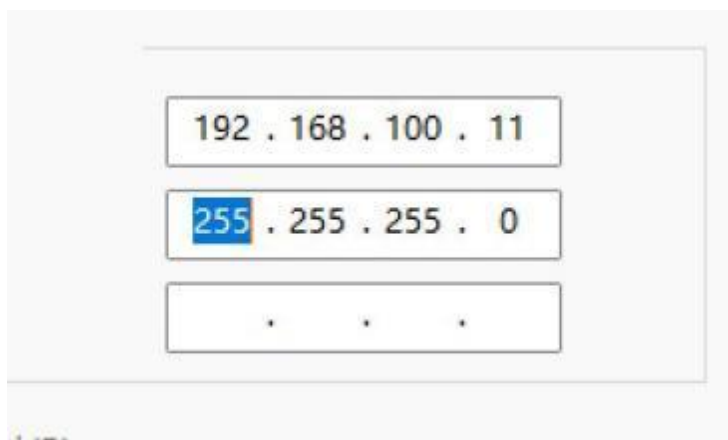 192 . 168 . 100 . 11
255 . 255 . 255 . 0
. . .